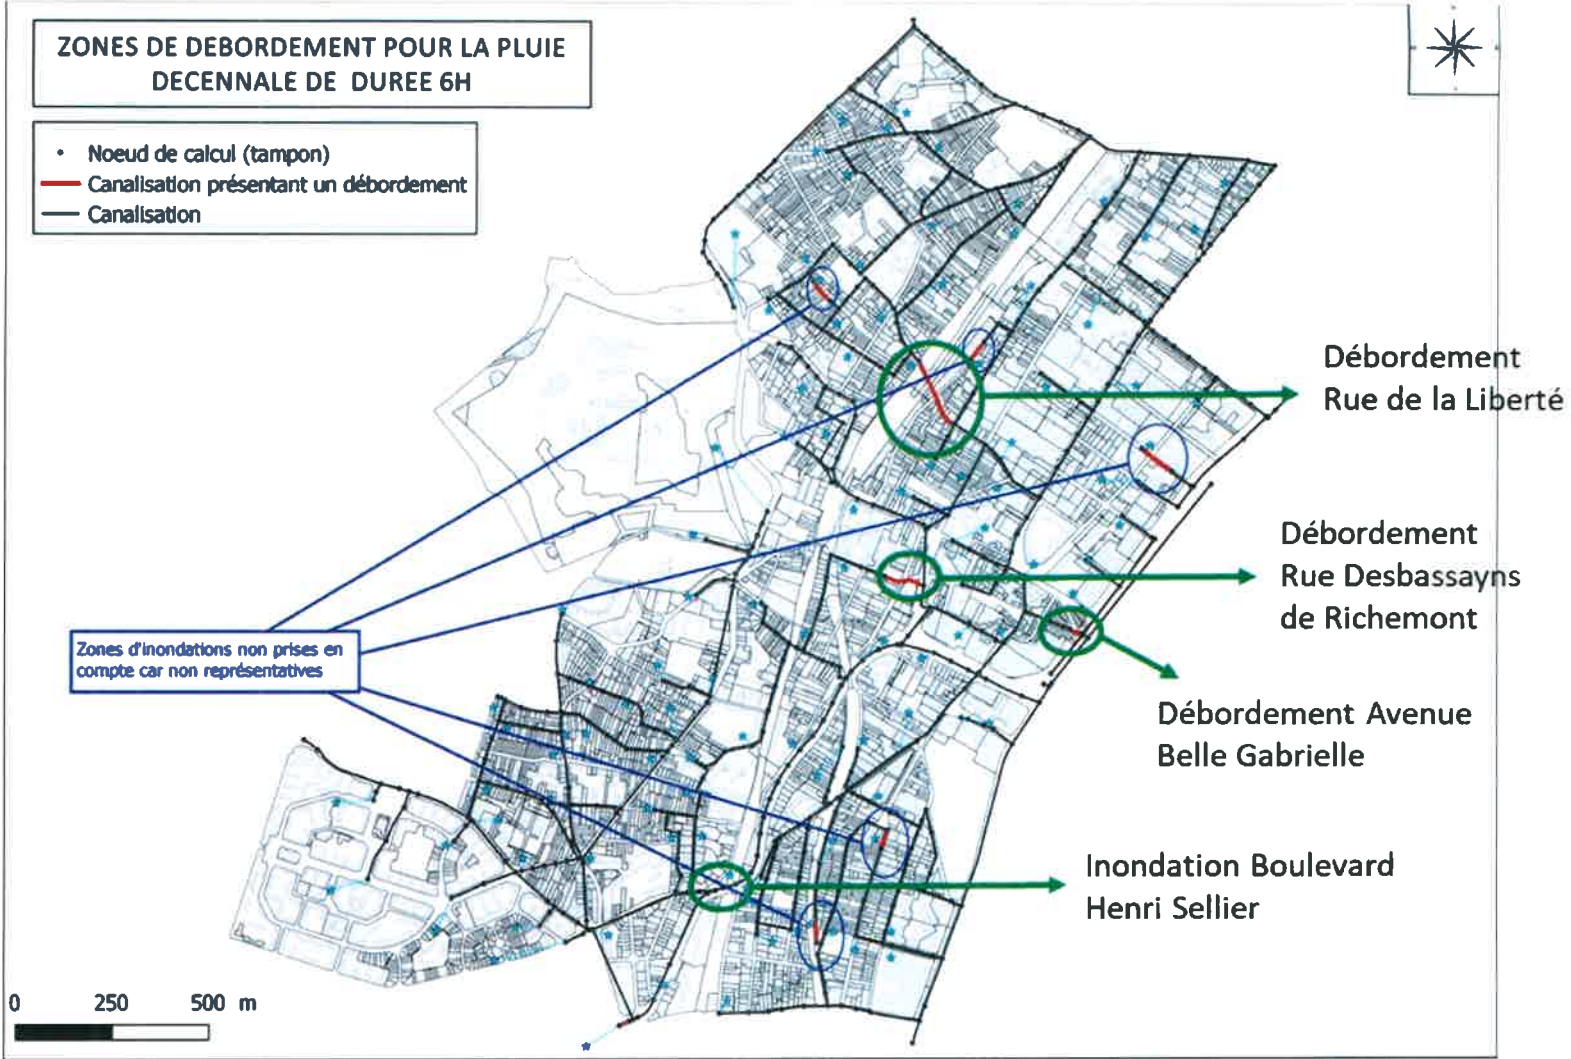 ZONES DE DEBORDEMENT POUR LA PLUIE
DECENNALE DE DUREE 6H
Noeud de calcul (tampon)
Canalisation présentant un débordement
Canalisation
Débordement
Rue de la Liberté
Débordement
Rue Desbassayns
de Richemont
Zones d'inondations non prises en
compte car non représentatives
Débordement Avenue
Belle Gabrielle
Inondation Boulevard
Henri Sellier
0 250 500 m